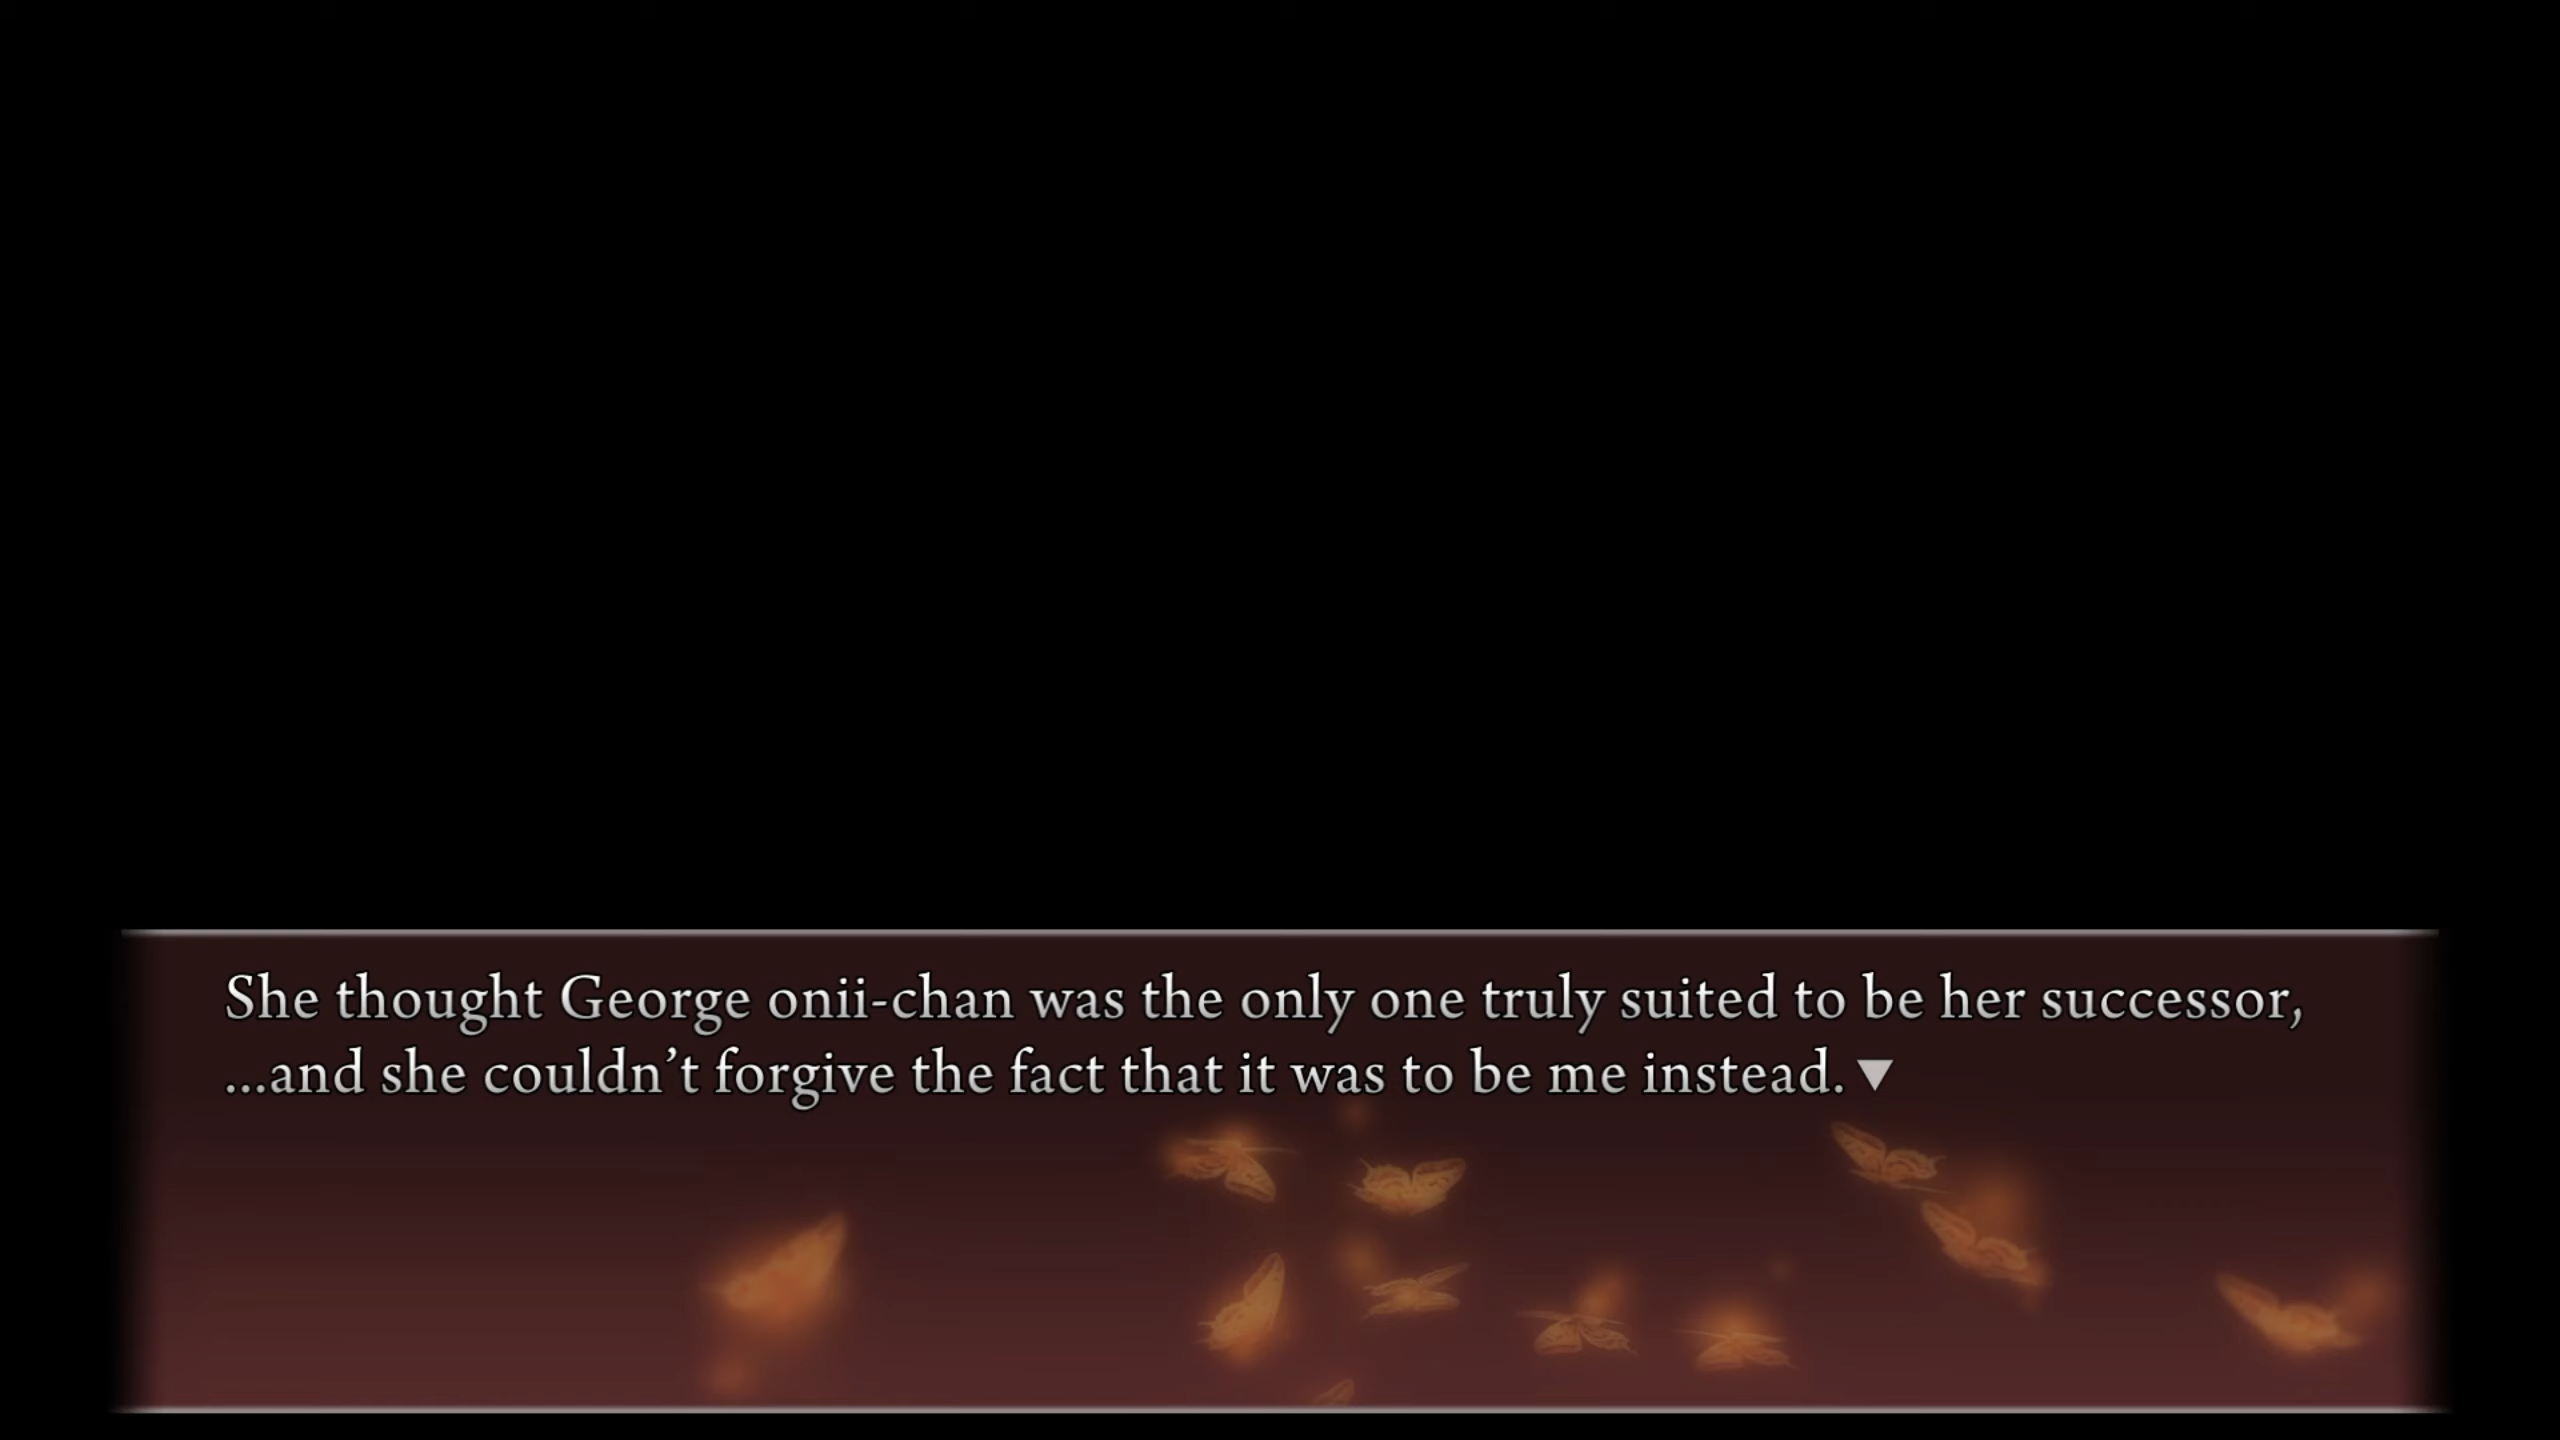 She thought George onii-chan was the only one truly suited to be her successor,
...and she couldn’t forgive the fact that it was to be me instead.